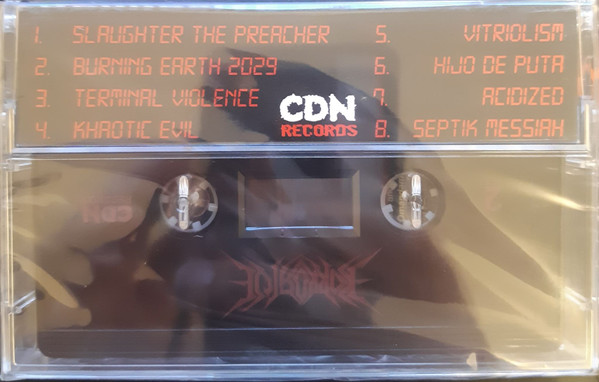 1. SLAUGHTER THE PREACHER
2. BURNING EARTH 2029
3. TERMINAL VIOLENCE
4. KHAOTIC EVIL
5. VITRIOLISM
6. HIJO DE PUTA
7. ACIDIZED
8. SEPTIK MESSIAH
CDN
RECORDS